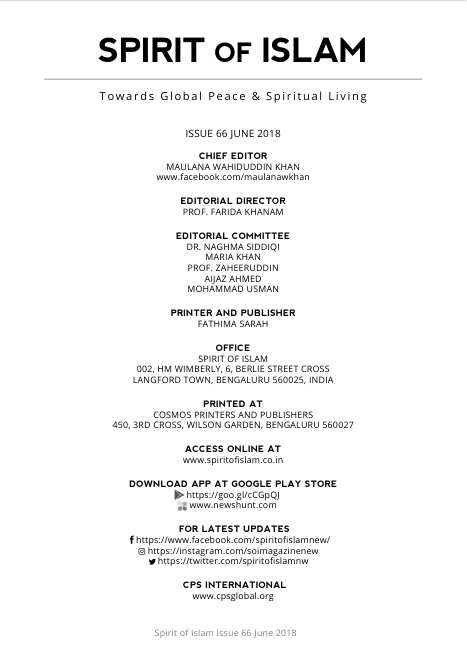 SPIRIT OF ISLAM
Towards Global Peace & Spiritual Living
ISSUE 66 JUNE 2018
CHIEF EDITOR
MAULANA WAHIDUDDIN KHAN
www.facebook.com/maulanawkhan
EDITORIAL DIRECTOR
PROF. FARIDA KHANAM
EDITORIAL COMMITTEE
DR. NAGHMA SIDDIQI
MARIA KHAN
PROF. ZAHEERUDDIN
AIJAZ AHMED
MOHAMMAD USMAN
PRINTER AND PUBLISHER
FATHIMA SARAH
OFFICE
SPIRIT OF ISLAM
002, HM WIMBERLY, 6, BERLIE STREET CROSS
LANGFORD TOWN, BENGALURU 560025, INDIA
PRINTED AT
COSMOS PRINTERS AND PUBLISHERS
450, 3RD CROSS, WILSON GARDEN, BENGALURU 560027
ACCESS ONLINE AT
www.spiritofislam.co.in
DOWNLOAD APP AT GOOGLE PLAY STORE
https://goo.gl/cCGpQJ
www.newshunt.com
FOR LATEST UPDATES
https://www.facebook.com/spiritofislamnew/
https://instagram.com/soimagazinenew
https://twitter.com/spiritofislamnw
CPS INTERNATIONAL
www.cpsglobal.org
Spirit of Islam Issue 66 June 2018